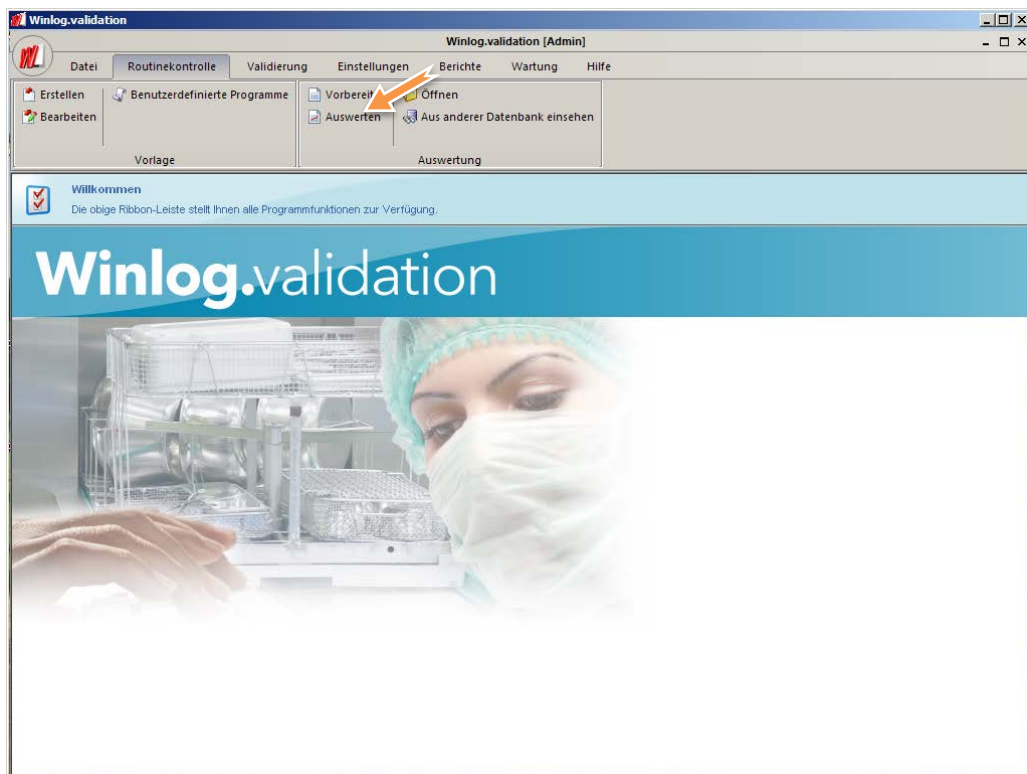 Winlog.validation
Winlog.validation [Admin]
Datei Routinekontrolle Validierung Einstellungen Berichte Wartung Hilfe
Erstellen Benutzerdefinierte Programme
Bearbeiten
Vorlage
Öffnen
Auswerten Aus anderer Datenbank einsehen
Auswertung
Willkommen
Die obige Ribbon-Leiste stellt Ihnen alle Programmfunktionen zur Verfügung.
Winlog.validation